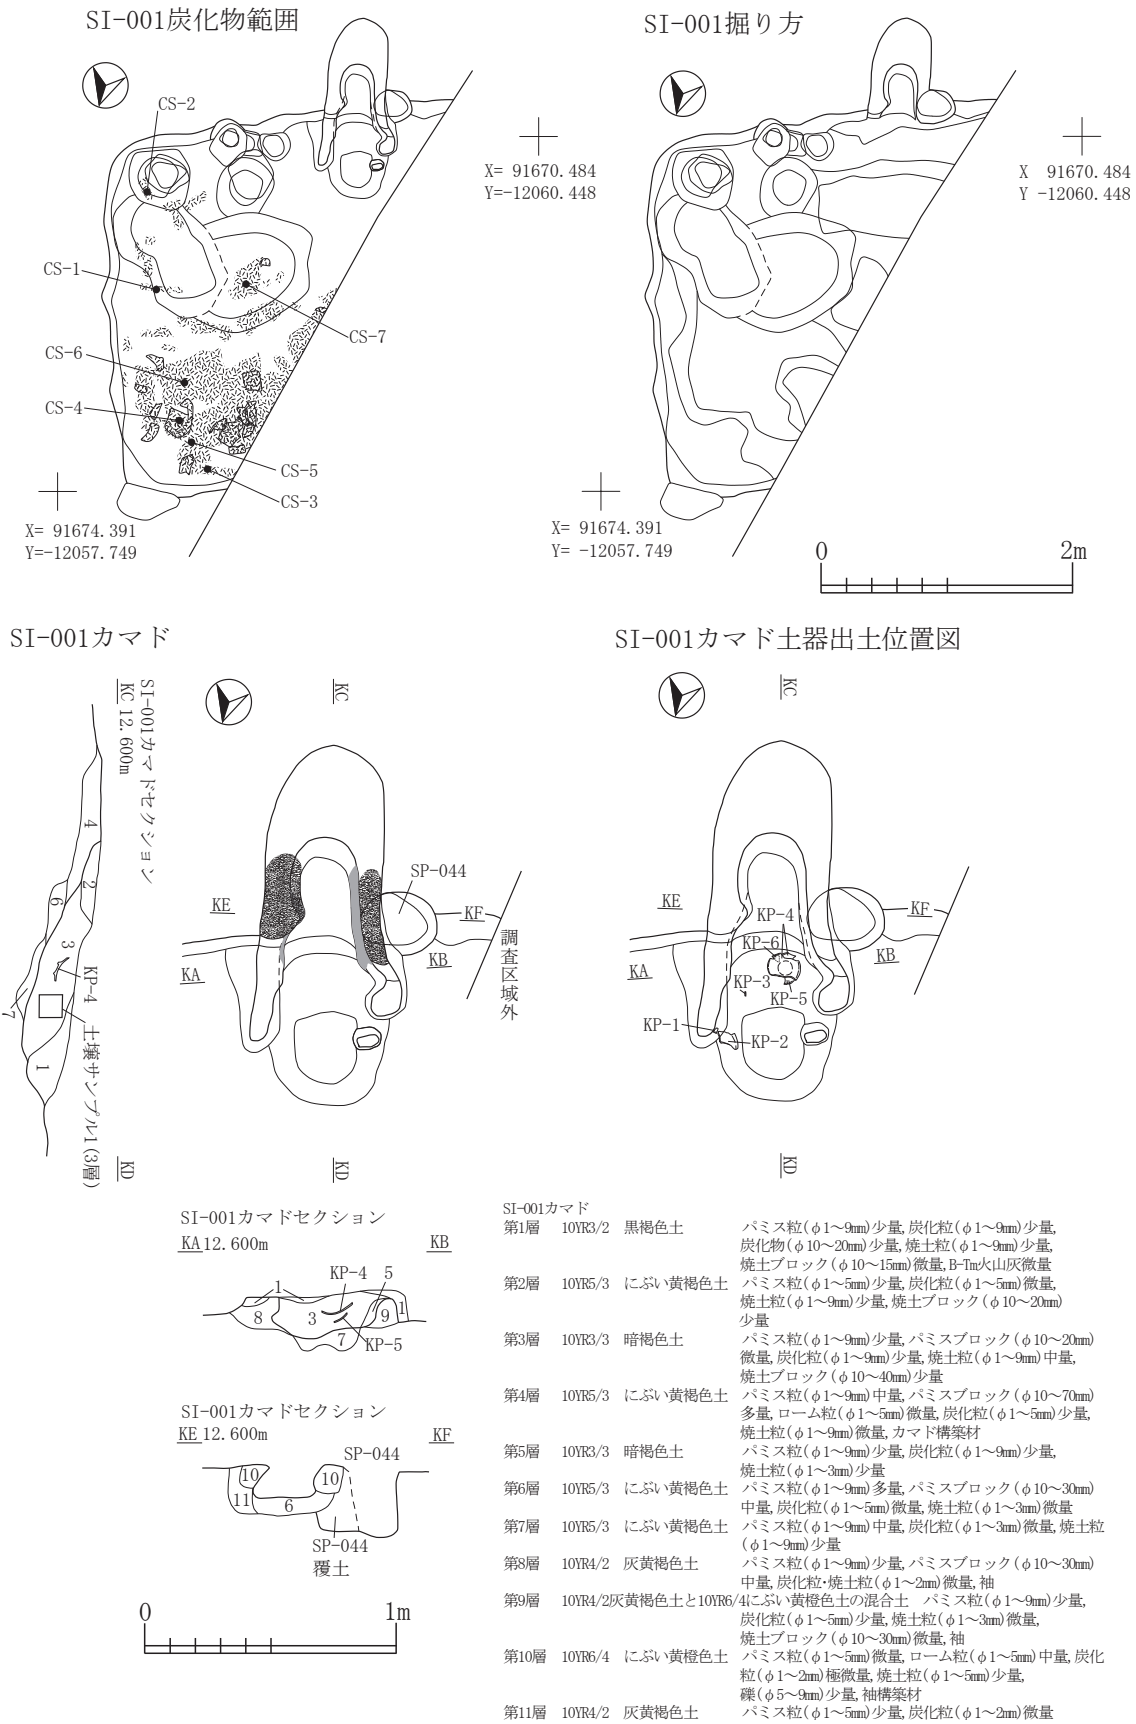 SI-001炭化物範囲
SI-001掘り方
CS-2
X= 91670.484
Y=-12060.448
X 91670.484
Y -12060.448
CS-1
CS-7
CS-6
CS-4
CS-5
CS-3
X= 91674.391
Y=-12057.749
X= 91674.391
Y= -12057.749
0 2m
SI-001カマド
SI-001カマド土器出土位置図
SI-001カマドセクション
KC 12.600m
4
2
6
3
KP-4
土壌サンプル1(3層)
7
1
KD
KC
SP-044
KE
KF
KA
KB
調査区域外
KD
KC
KE
KP-4
KF
KP-6
KB
KA
KP-3
KP-5
KP-1
KP-2
KD
SI-001カマドセクション
KA 12.600m KB
1 KP-4 5
8 3 9 1
7 KP-5
SI-001カマドセクション
KE 12.600m KF
SP-044
10 10
11 6
SP-044
覆土
0 1m
SI-001カマド
第1層 10YR3/2 黒褐色土 パミス粒(φ1～9mm)少量,炭化粒(φ1～9mm)少量,
炭化物(φ10～20mm)少量,焼土粒(φ1～9mm)少量,
焼土ブロック(φ10～15mm)微量,B-Tm火山灰微量
第2層 10YR5/3 にぶい黄褐色土 パミス粒(φ1～5mm)少量,炭化粒(φ1～5mm)微量,
焼土粒(φ1～9mm)少量,焼土ブロック(φ10～20mm)
少量
第3層 10YR3/3 暗褐色土 パミス粒(φ1～9mm)少量,パミスブロック(φ10～20mm)
微量,炭化粒(φ1～9mm)少量,焼土粒(φ1～9mm)中量,
焼土ブロック(φ10～40mm)少量
第4層 10YR5/3 にぶい黄褐色土 パミス粒(φ1～9mm)中量,パミスブロック(φ10～70mm)
多量,ローム粒(φ1～5mm)微量,炭化粒(φ1～5mm)少量,
焼土粒(φ1～9mm)微量,カマド構築材
第5層 10YR3/3 暗褐色土 パミス粒(φ1～9mm)少量,炭化粒(φ1～9mm)少量,
焼土粒(φ1～3mm)少量
第6層 10YR5/3 にぶい黄褐色土 パミス粒(φ1～9mm)多量,パミスブロック(φ10～30mm)
中量,炭化粒(φ1～5mm)微量,焼土粒(φ1～3mm)微量
第7層 10YR5/3 にぶい黄褐色土 パミス粒(φ1～9mm)中量,炭化粒(φ1～3mm)微量,焼土粒
(φ1～9mm)少量
第8層 10YR4/2 灰黄褐色土 パミス粒(φ1～9mm)少量,パミスブロック(φ10～30mm)
中量,炭化粒・焼土粒(φ1～2mm)微量,袖
第9層 10YR4/2灰黄褐色土と10YR6/4にぶい黄橙色土の混合土 パミス粒(φ1～9mm)少量,
炭化粒(φ1～5mm)少量,焼土粒(φ1～3mm)微量,
焼土ブロック(φ10～30mm)微量,袖
第10層 10YR6/4 にぶい黄橙色土 パミス粒(φ1～5mm)微量,ローム粒(φ1～5mm)中量,炭化
粒(φ1～2mm)極微量,焼土粒(φ1～5mm)少量,
礫(φ5～9mm)少量,袖構築材
第11層 10YR4/2 灰黄褐色土 パミス粒(φ1～5mm)少量,炭化粒(φ1～2mm)微量